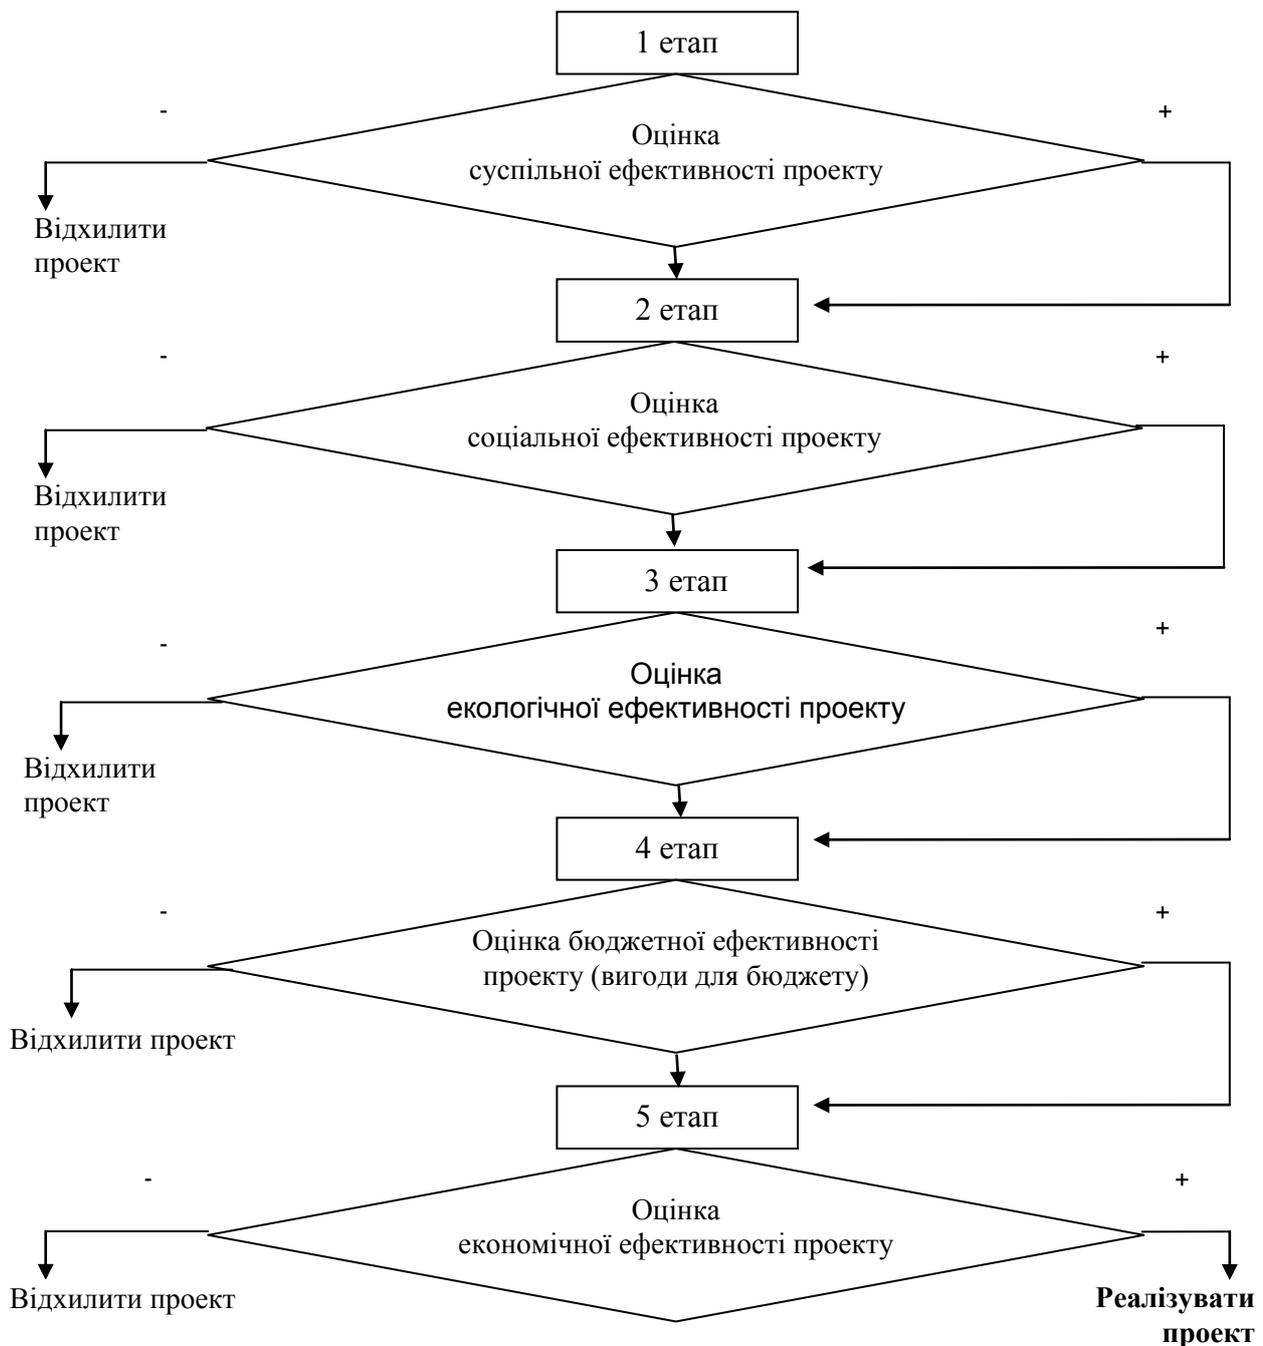 1 етап
-
+
Оцінка
суспільної ефективності проекту
Відхилити
проект
2 етап
-
+
Оцінка
соціальної ефективності проекту
Відхилити
проект
3 етап
-
+
Оцінка
екологічної ефективності проекту
Відхилити
проект
4 етап
-
+
Оцінка бюджетної ефективності
проекту (вигоди для бюджету)
Відхилити проект
5 етап
-
+
Оцінка
економічної ефективності проекту
Відхилити проект
Реалізувати
проект